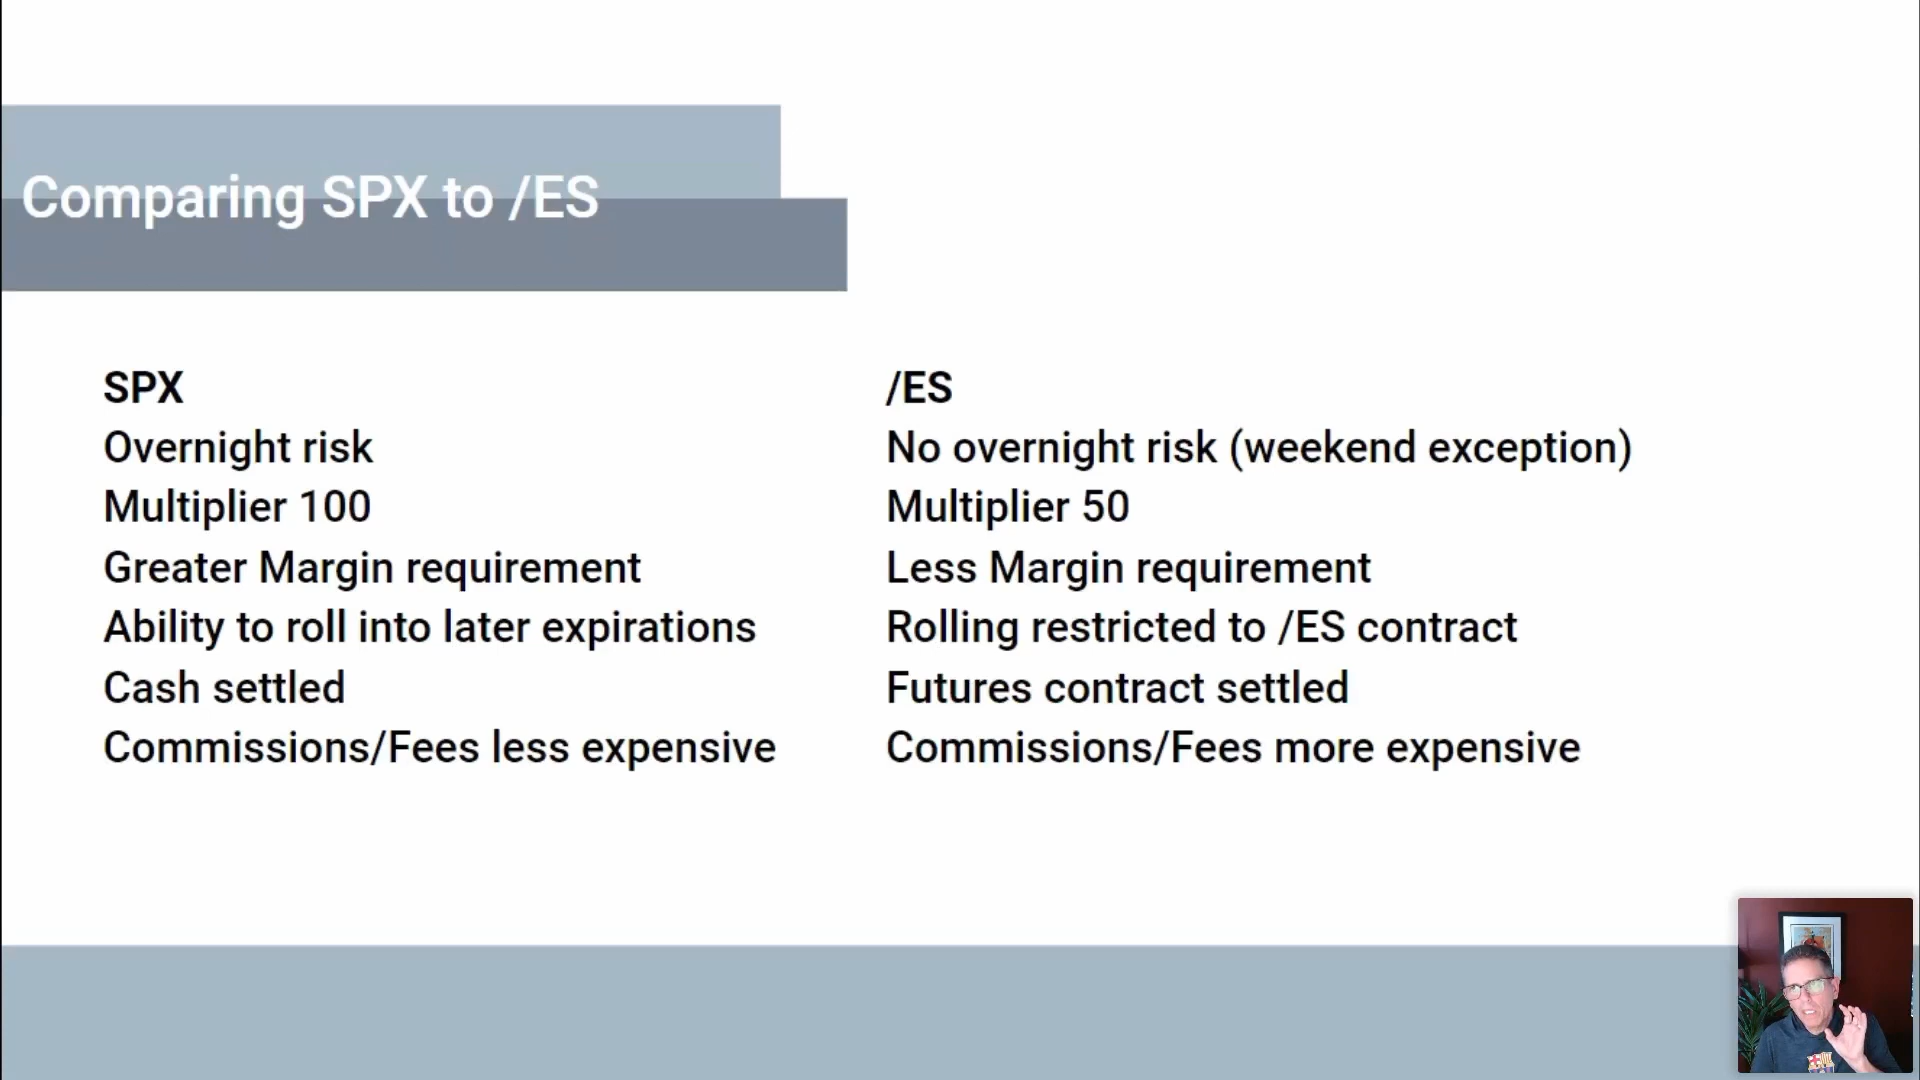 Comparing SPX to /ES
SPX
Overnight risk
Multiplier 100
Greater Margin requirement
Ability to roll into later expirations
Cash settled
Commissions/Fees less expensive
/ES
No overnight risk (weekend exception)
Multiplier 50
Less Margin requirement
Rolling restricted to /ES contract
Futures contract settled
Commissions/Fees more expensive